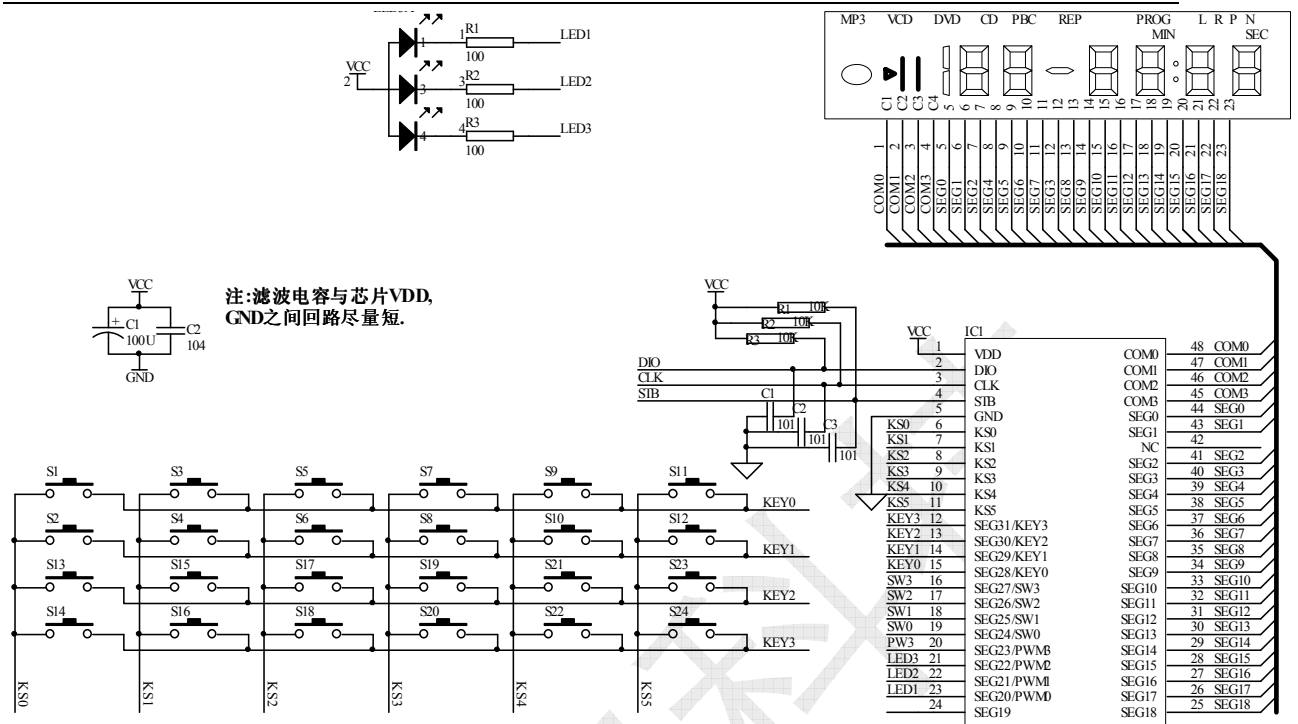 MP3 VCD DVD CD PBC REP PROG L R P N
MIN SEC
C1 C2 C3 C4 5 6 7 8 9 10 11 12 13 14 15 16 17 18 19 20 21 22 23
1 2 3 4 5 6 7 8 9 10 11 12 13 14 15 16 17 18 19 20 21 22 23
COM0 COM1 COM2 COM3 SEG0 SEG1 SEG2 SEG4 SEG5 SEG6 SEG7 SEG3 SEG8 SEG9 SEG10 SEG11 SEG12 SEG13 SEG14 SEG15 SEG16 SEG17 SEG18
VCC
2
1 1 R1 100 LED1
3 3 R2 100 LED2
4 4 R3 100 LED3
VCC
+ C1
100U
C2
104
GND
注:滤波电容与芯片VDD,
GND之间回路尽量短.
VCC
R1 10K
R2 10K
R3 10K
DIO
CLK
STB
C1
101
C2
101
C3
101
VCC
IC1
1 VDD COM0 48 COM0
2 DIO COM1 47 COM1
3 CLK COM2 46 COM2
4 STB COM3 45 COM3
5 GND SEG0 44 SEG0
KS0 6 KS0 SEG1 43 SEG1
KS1 7 KS1 NC 42
KS2 8 KS2 SEG2 41 SEG2
KS3 9 KS3 SEG3 40 SEG3
KS4 10 KS4 SEG4 39 SEG4
KS5 11 KS5 SEG5 38 SEG5
KEY3 12 SEG31/KEY3 SEG6 37 SEG6
KEY2 13 SEG30/KEY2 SEG7 36 SEG7
KEY1 14 SEG29/KEY1 SEG8 35 SEG8
KEY0 15 SEG28/KEY0 SEG9 34 SEG9
SW3 16 SEG27/SW3 SEG10 33 SEG10
SW2 17 SEG26/SW2 SEG11 32 SEG11
SW1 18 SEG25/SW1 SEG12 31 SEG12
SW0 19 SEG24/SW0 SEG13 30 SEG13
PW3 20 SEG23/PWM3 SEG14 29 SEG14
LED3 21 SEG22/PWM2 SEG15 28 SEG15
LED2 22 SEG21/PWM1 SEG16 27 SEG16
LED1 23 SEG20/PWM0 SEG17 26 SEG17
24 SEG19 SEG18 25 SEG18
S1 S3 S5 S7 S9 S11
KEY0
S2 S4 S6 S8 S10 S12
KEY1
S13 S15 S17 S19 S21 S23
KEY2
S14 S16 S18 S20 S22 S24
KEY3
KS0 KS1 KS2 KS3 KS4 KS5